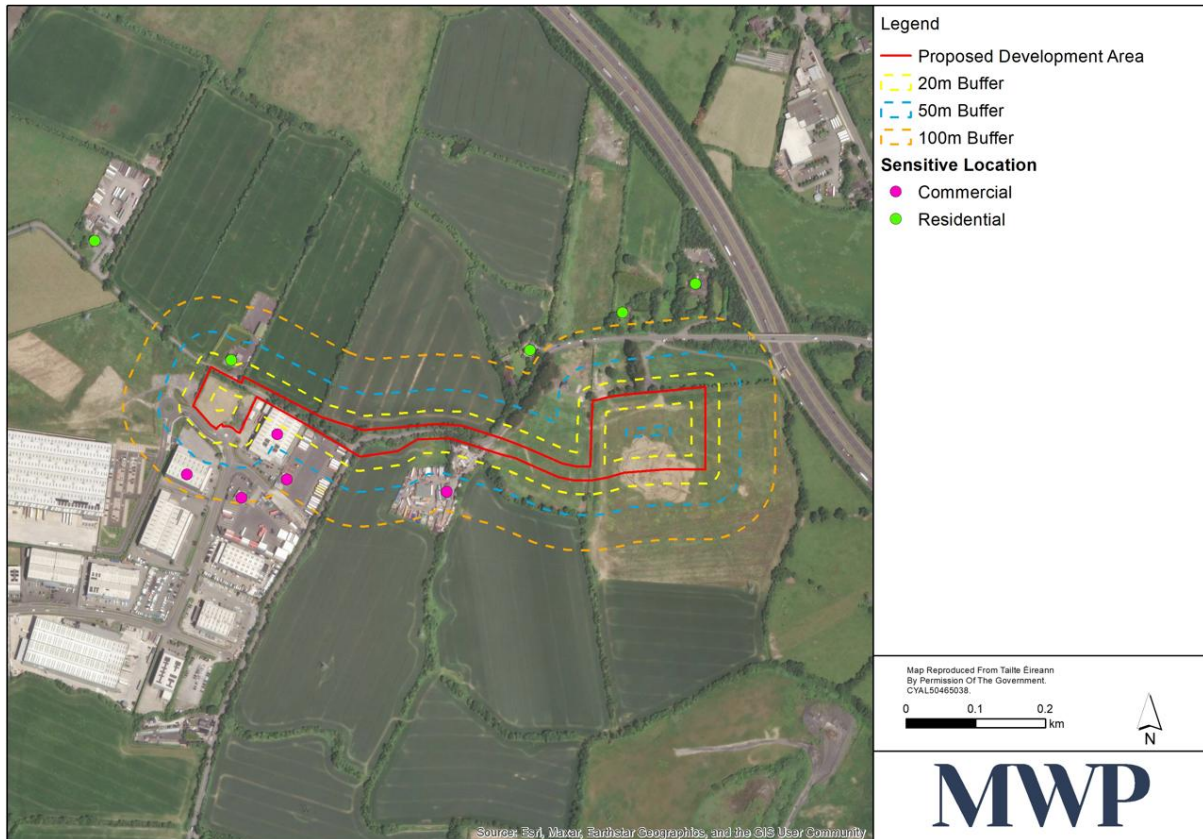 Legend
Proposed Development Area
20m Buffer
50m Buffer
100m Buffer
Sensitive Location
Commercial
Residential
Map Reproduced From Tailte Éireann
By Permission Of The Government.
CYAL50465038.
0 0.1 0.2
km
N
MWP
Source: Esri, Maxar, Earthstar Geographics, and the GIS User Community